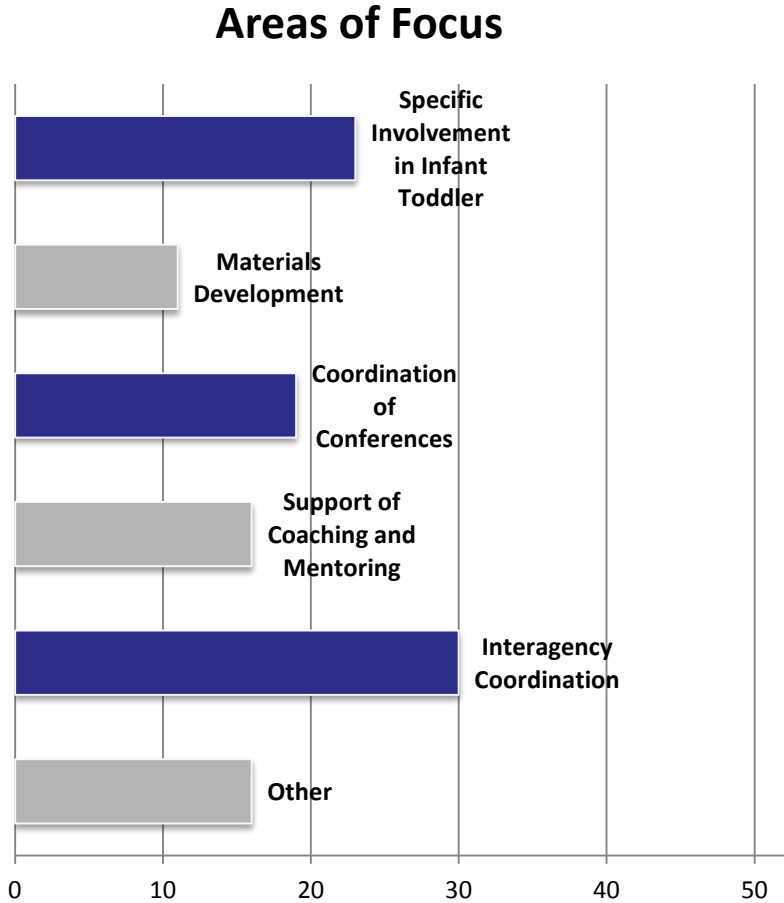 Areas of Focus
Specific
Involvement
in Infant
Toddler
Materials
Development
Coordination
of
Conferences
Support of
Coaching and
Mentoring
Interagency
Coordination
Other
0 10 20 30 40 50